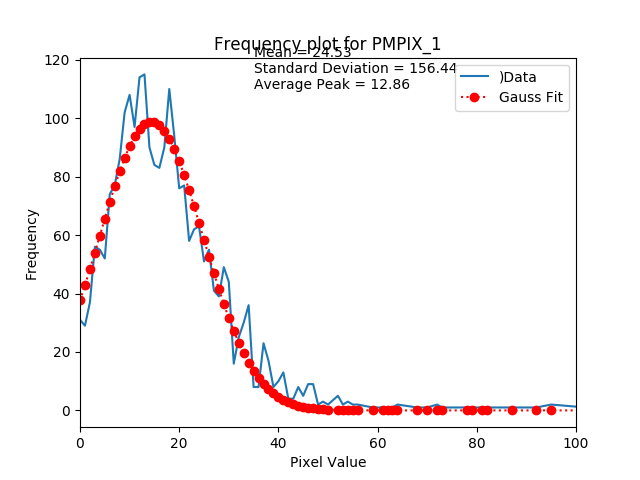 Frequency plot for PMPIX_1
Mean = 24.53
Standard Deviation = 156.44
Average Peak = 12.86
)Data
Gauss Fit
Frequency
120
100
80
60
40
20
0
0 20 40 60 80 100
Pixel Value